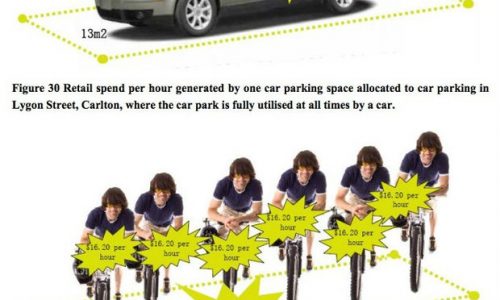 13m2
Figure 30 Retail spend per hour generated by one car parking space allocated to car parking in
Lygon Street, Carlton, where the car park is fully utilised at all times by a car.
$16.20 per
hour
$16.20 per
hour
$16.20 per
hour
$16.20 per
hour
$16.20 per
hour
$16.20 per
hour